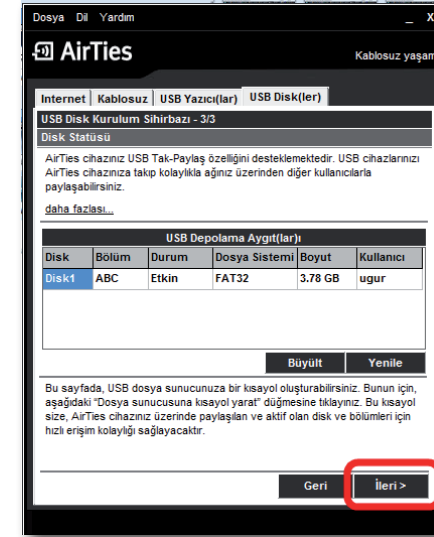 Dosya Dil Yardım _ X
AirTies
Kablosuz yaşam
Internet Kablosuz USB Yazıcı(lar) USB Disk(ler)
USB Disk Kurulum Sihirbazı - 3/3
Disk Statüsü
AirTies cihazınız USB Tak-Paylaş özelliğini desteklemektedir. USB cihazlarınızı
AirTies cihazınıza takıp kolaylıkla ağınız üzerinden diğer kullanıcılarla
paylaşabilirsiniz.
daha fazlası...
USB Depolama Aygıt(lar)ı
Disk Bölüm Durum Dosya Sistemi Boyut Kullanıcı
Disk1 ABC Etkin FAT32 3.78 GB ugur
Büyült Yenile
Bu sayfada, USB dosya sunucunuza bir kısayol oluşturabilirsiniz. Bunun için,
aşağıdaki "Dosya sunucusuna kısayol yarat" düğmesine tıklayınız. Bu kısayol
size, AirTies cihazınız üzerinde paylaşılan ve aktif olan disk ve bölümleri için
hızlı erişim kolaylığı sağlayacaktır.
Geri İleri >